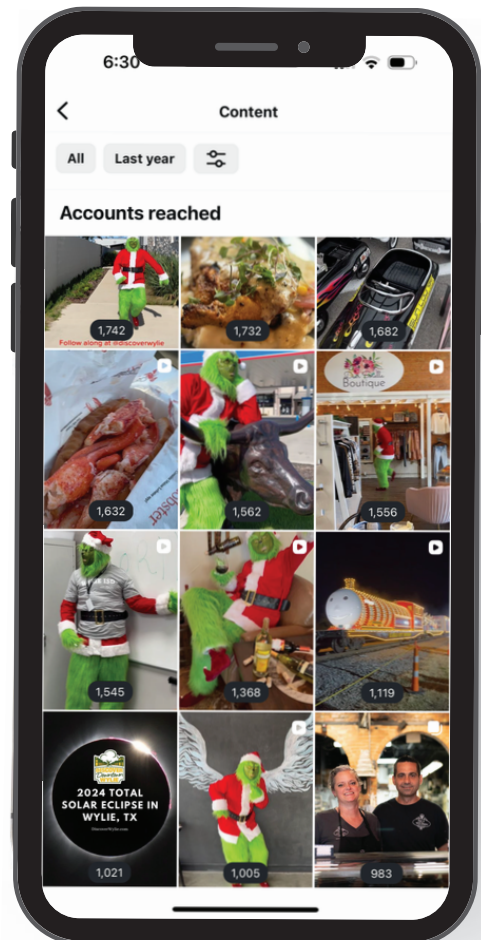 6:30
Content
All
Last year
Accounts reached
Follow along at @discoverwylie
1,742
1,732
1,682
Boutique
1,632
1,562
1,556
1,545
1,368
1,119
2024 TOTAL
SOLAR ECLIPSE IN
WYLIE, TX
DiscoverWylie.com
1,021
1,005
983